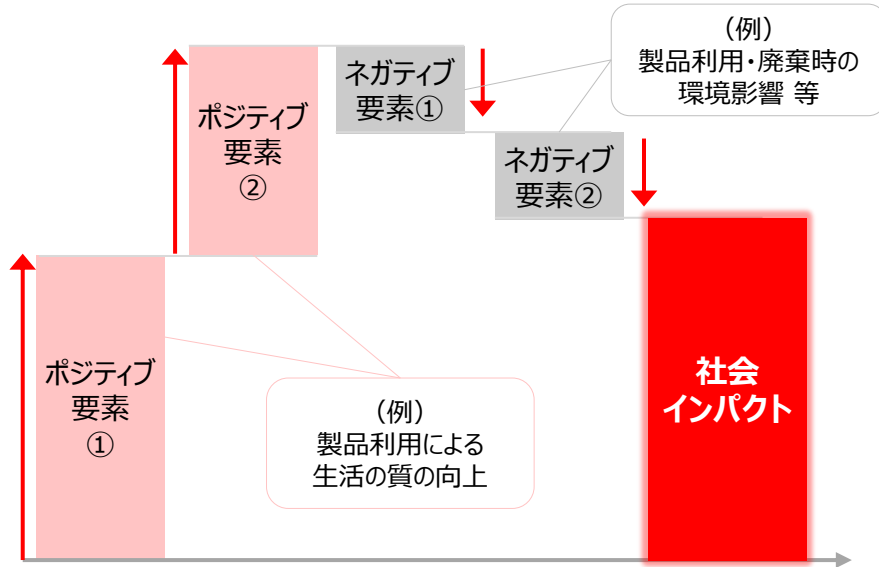 ポジティブ
要素
①
ポジティブ
要素
②
ネガティブ
要素①
ネガティブ
要素②
（例）
製品利用・廃棄時の
環境影響 等
（例）
製品利用による
生活の質の向上
社会
インパクト